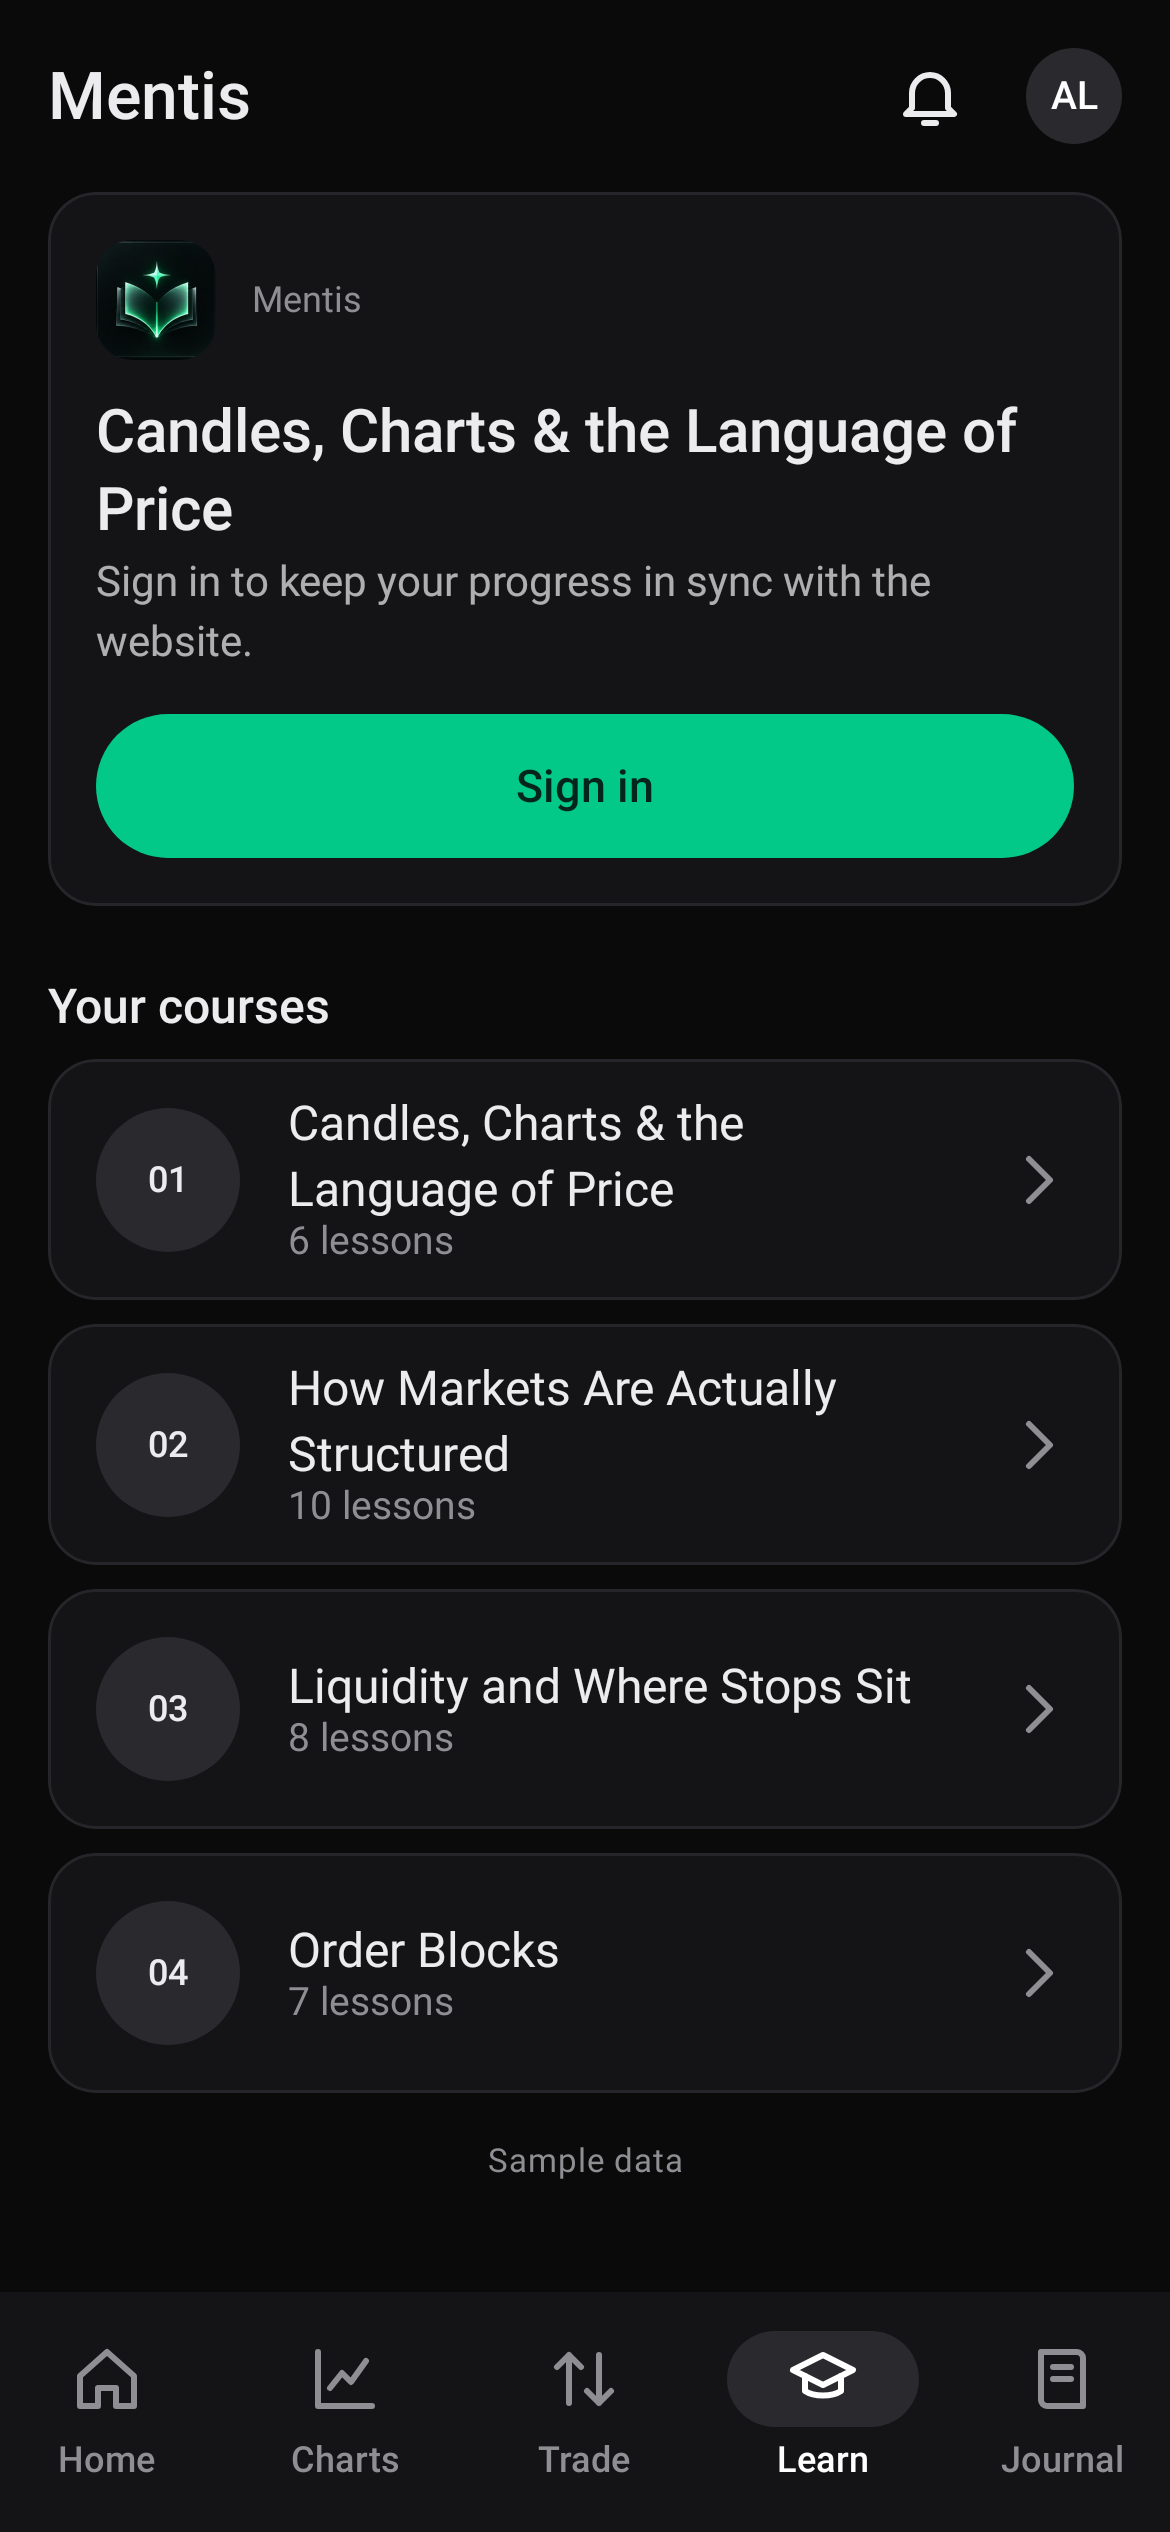 Mentis
AL
Mentis
Candles, Charts & the Language of
Price
Sign in to keep your progress in sync with the
website.
Sign in
Your courses
01
Candles, Charts & the
Language of Price
6 lessons
02
How Markets Are Actually
Structured
10 lessons
03
Liquidity and Where Stops Sit
8 lessons
04
Order Blocks
7 lessons
Sample data
Home
Charts
Trade
Learn
Journal